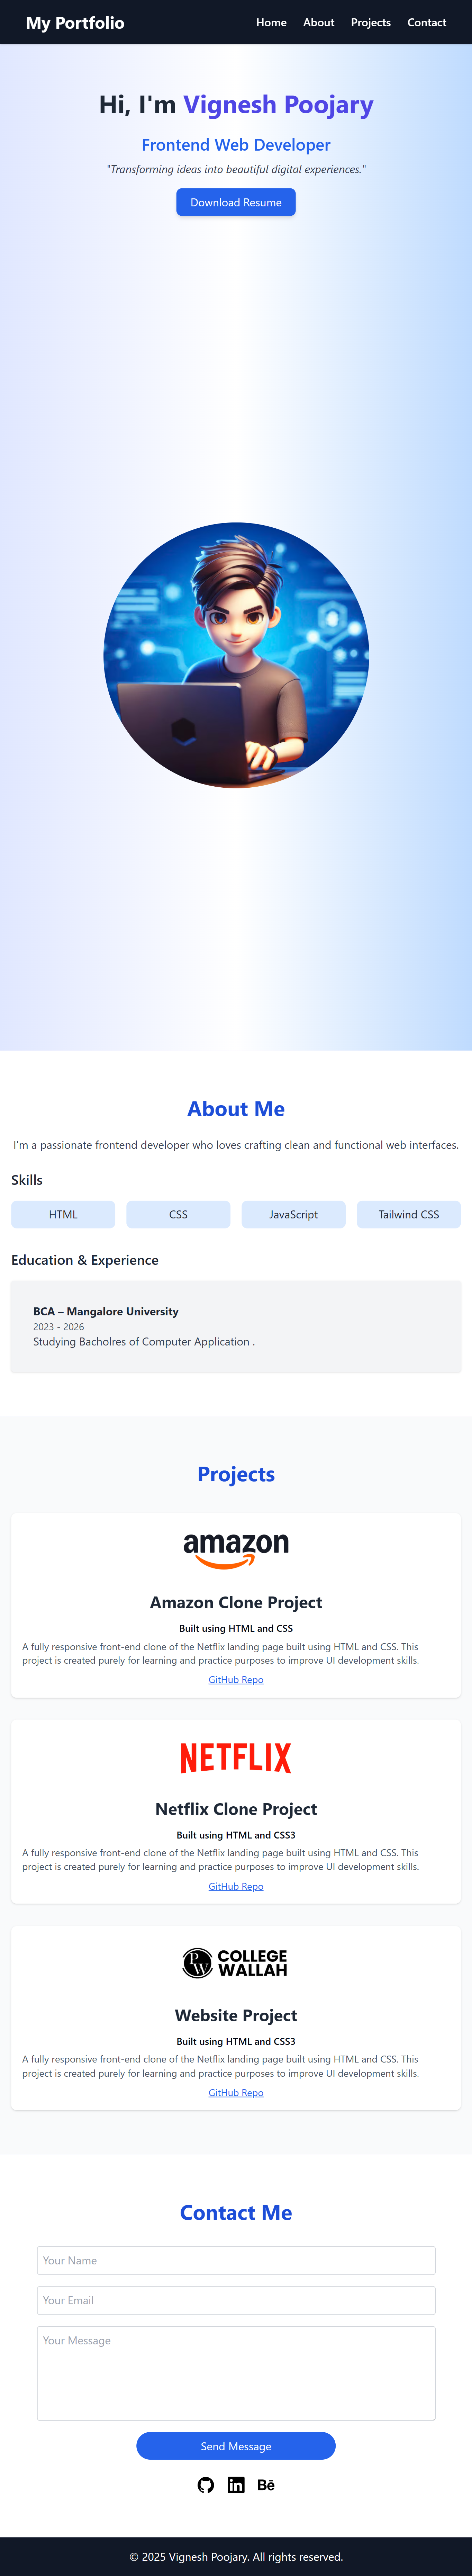 My Portfolio
Home About Projects Contact
Hi, I'm Vignesh Poojary
Frontend Web Developer
"Transforming ideas into beautiful digital experiences."
Download Resume
About Me
I'm a passionate frontend developer who loves crafting clean and functional web interfaces.
Skills
HTML CSS JavaScript Tailwind CSS
Education & Experience
BCA – Mangalore University
2023 - 2026
Studying Bacholres of Computer Application .
Projects
amazon
Amazon Clone Project
Built using HTML and CSS
A fully responsive front-end clone of the Netflix landing page built using HTML and CSS. This
project is created purely for learning and practice purposes to improve UI development skills.
GitHub Repo
NETFLIX
Netflix Clone Project
Built using HTML and CSS3
A fully responsive front-end clone of the Netflix landing page built using HTML and CSS. This
project is created purely for learning and practice purposes to improve UI development skills.
GitHub Repo
PW COLLEGE
WALLAH
Website Project
Built using HTML and CSS3
A fully responsive front-end clone of the Netflix landing page built using HTML and CSS. This
project is created purely for learning and practice purposes to improve UI development skills.
GitHub Repo
Contact Me
Your Name
Your Email
Your Message
Send Message
in Bē
© 2025 Vignesh Poojary. All rights reserved.